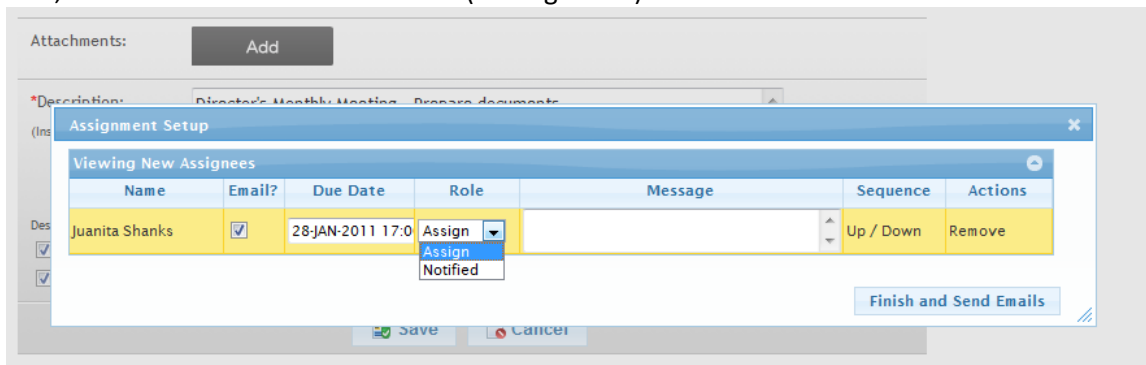 Attachments:
Add
*Description:
Director's Monthly Meeting - Prepare documents
(Ins
Assignment Setup
Viewing New Assignees
Name Email? Due Date Role Message Sequence Actions
Juanita Shanks 28-JAN-2011 17:0 Assign Up / Down Remove
Assign
Notified
Des
Finish and Send Emails
Save Cancel